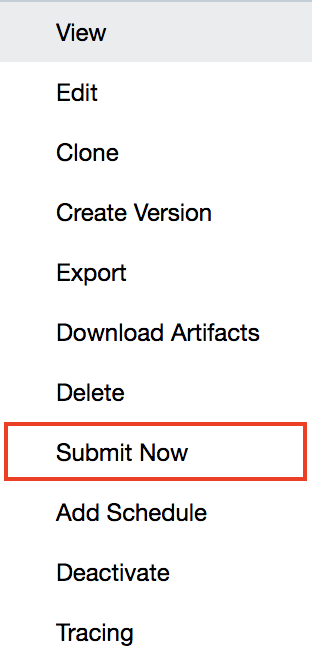 View
Edit
Clone
Create Version
Export
Download Artifacts
Delete
Submit Now
Add Schedule
Deactivate
Tracing